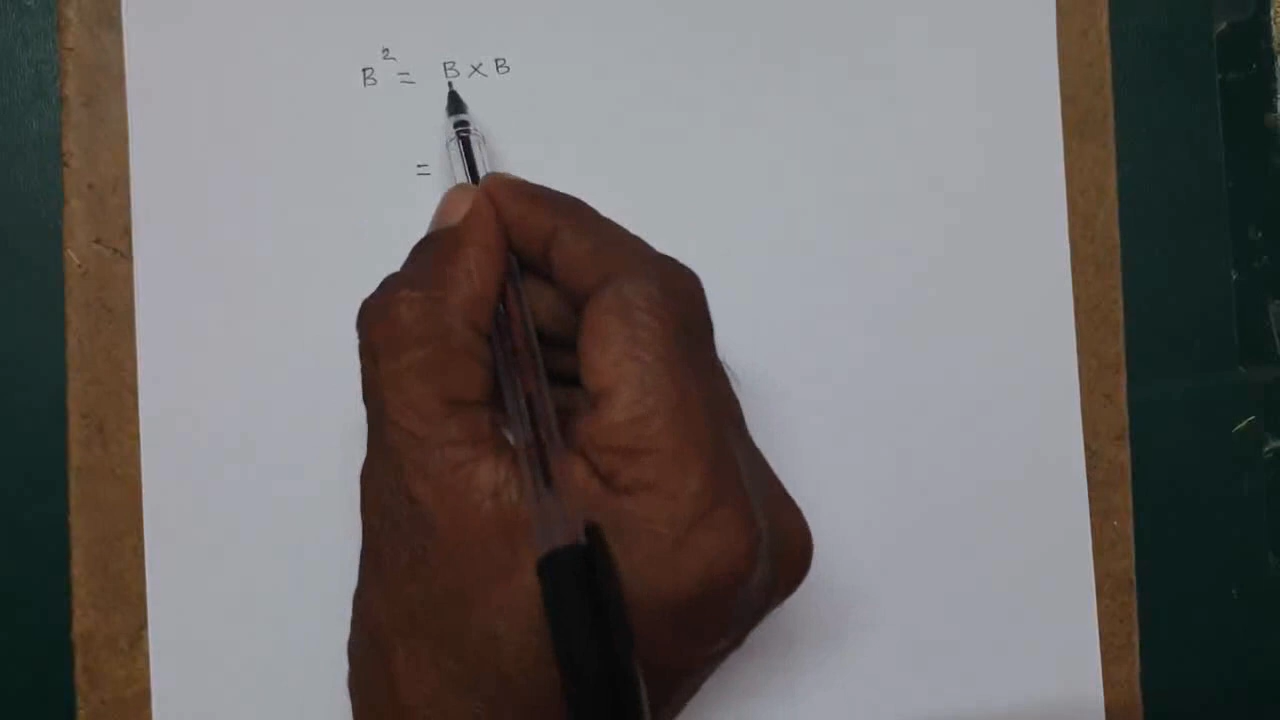 B² = B × B
=